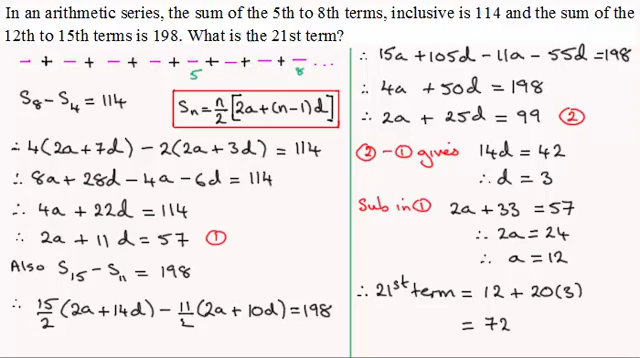 In an arithmetic series, the sum of the 5th to 8th terms, inclusive is 114 and the sum of the
12th to 15th terms is 198. What is the 21st term?
− + − + − + − + − + − + − + − ...
5 8
S₈ − S₄ = 114
Sₙ = n/2 [2a + (n−1)d]
∴ 4(2a + 7d) − 2(2a + 3d) = 114
∴ 8a + 28d − 4a − 6d = 114
∴ 4a + 22d = 114
∴ 2a + 11d = 57 ①
Also S₁₅ − S₁₁ = 198
∴ 15/2 (2a + 14d) − 11/2 (2a + 10d) = 198
∴ 15a + 105d − 11a − 55d = 198
∴ 4a + 50d = 198
∴ 2a + 25d = 99 ②
② − ① gives 14d = 42
∴ d = 3
Sub in ① 2a + 33 = 57
∴ 2a = 24
∴ a = 12
∴ 21st term = 12 + 20(3)
= 72